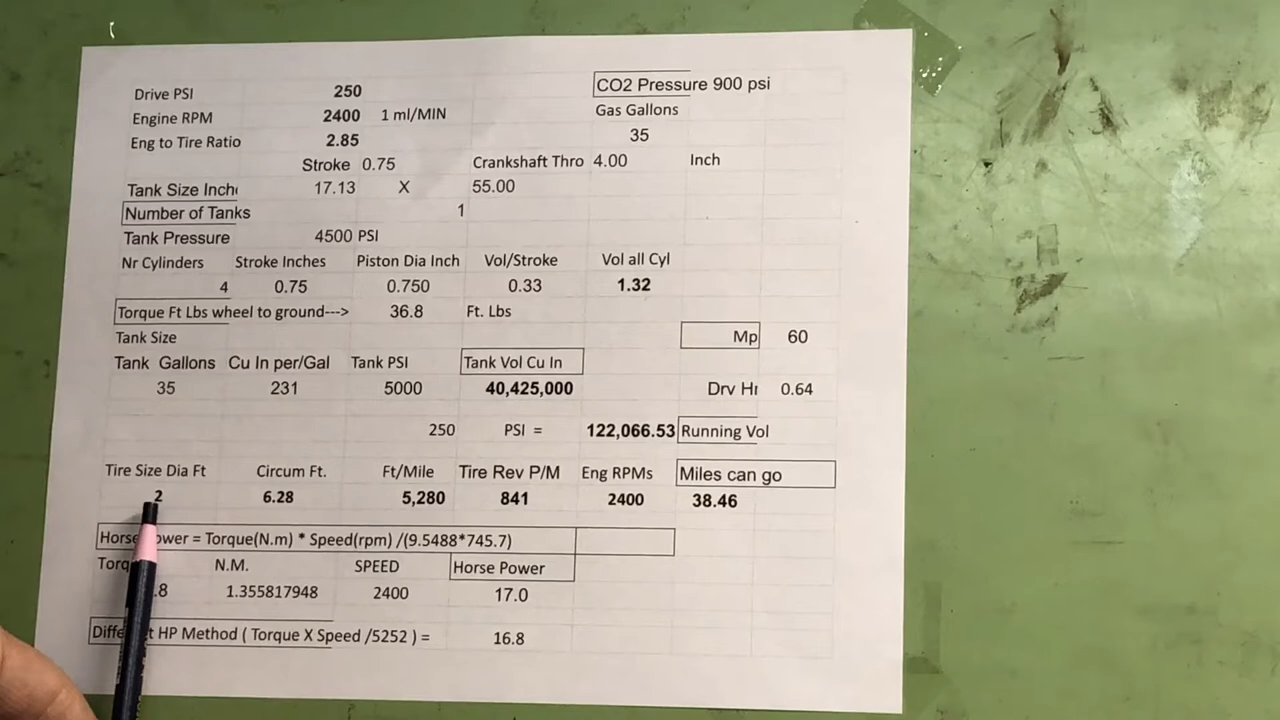 Drive PSI 250 CO2 Pressure 900 psi
Engine RPM 2400 1 ml/MIN Gas Gallons
Eng to Tire Ratio 2.85 35
Stroke 0.75 Crankshaft Thro 4.00 Inch
Tank Size Inch 17.13 X 55.00
Number of Tanks 1
Tank Pressure 4500 PSI
Nr Cylinders Stroke Inches Piston Dia Inch Vol/Stroke Vol all Cyl
4 0.75 0.750 0.33 1.32
Torque Ft Lbs wheel to ground---> 36.8 Ft. Lbs
Tank Size Mp 60
Tank Gallons Cu In per/Gal Tank PSI Tank Vol Cu In
35 231 5000 40,425,000 Drv Hr 0.64
250 PSI = 122,066.53 Running Vol
Tire Size Dia Ft Circum Ft. Ft/Mile Tire Rev P/M Eng RPMs Miles can go
2 6.28 5,280 841 2400 38.46
= Torque(N.m) * Speed(rpm) /(9.5488*745.7)
N.M. SPEED Horse Power
.8 1.355817948 2400 17.0
HP Method ( Torque X Speed /5252 ) = 16.8